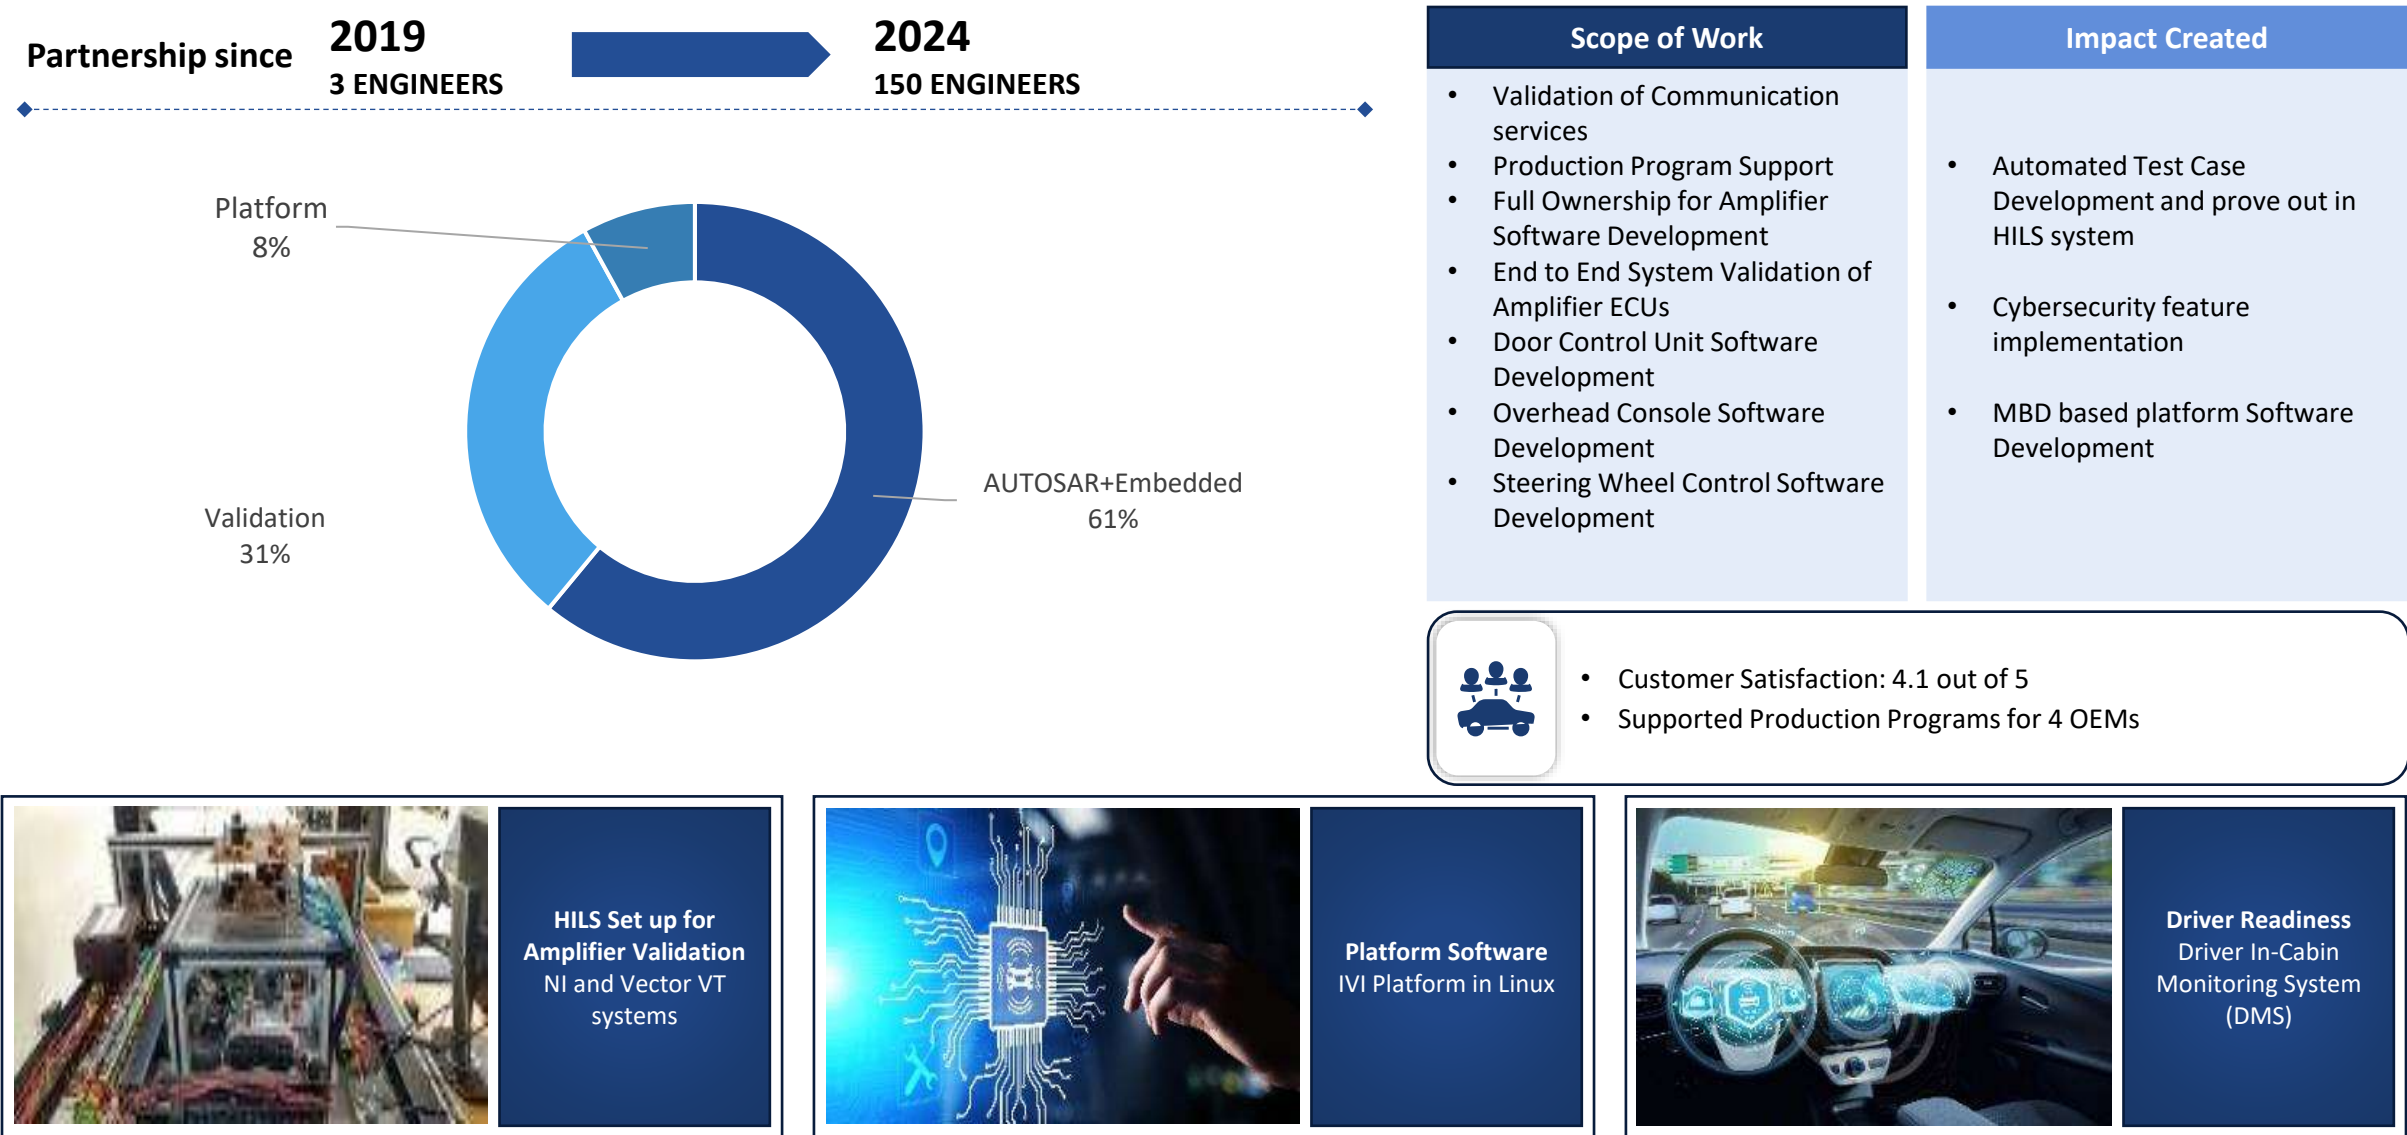 Partnership since
2019
3 ENGINEERS
2024
150 ENGINEERS
Platform
8%
Validation
31%
AUTOSAR+Embedded
61%
Scope of Work
• Validation of Communication
services
• Production Program Support
• Full Ownership for Amplifier
Software Development
• End to End System Validation of
Amplifier ECUs
• Door Control Unit Software
Development
• Overhead Console Software
Development
• Steering Wheel Control Software
Development
Impact Created
• Automated Test Case
Development and prove out in
HILS system
• Cybersecurity feature
implementation
• MBD based platform Software
Development
• Customer Satisfaction: 4.1 out of 5
• Supported Production Programs for 4 OEMs
HILS Set up for
Amplifier Validation
NI and Vector VT
systems
Platform Software
IVI Platform in Linux
Driver Readiness
Driver In-Cabin
Monitoring System
(DMS)